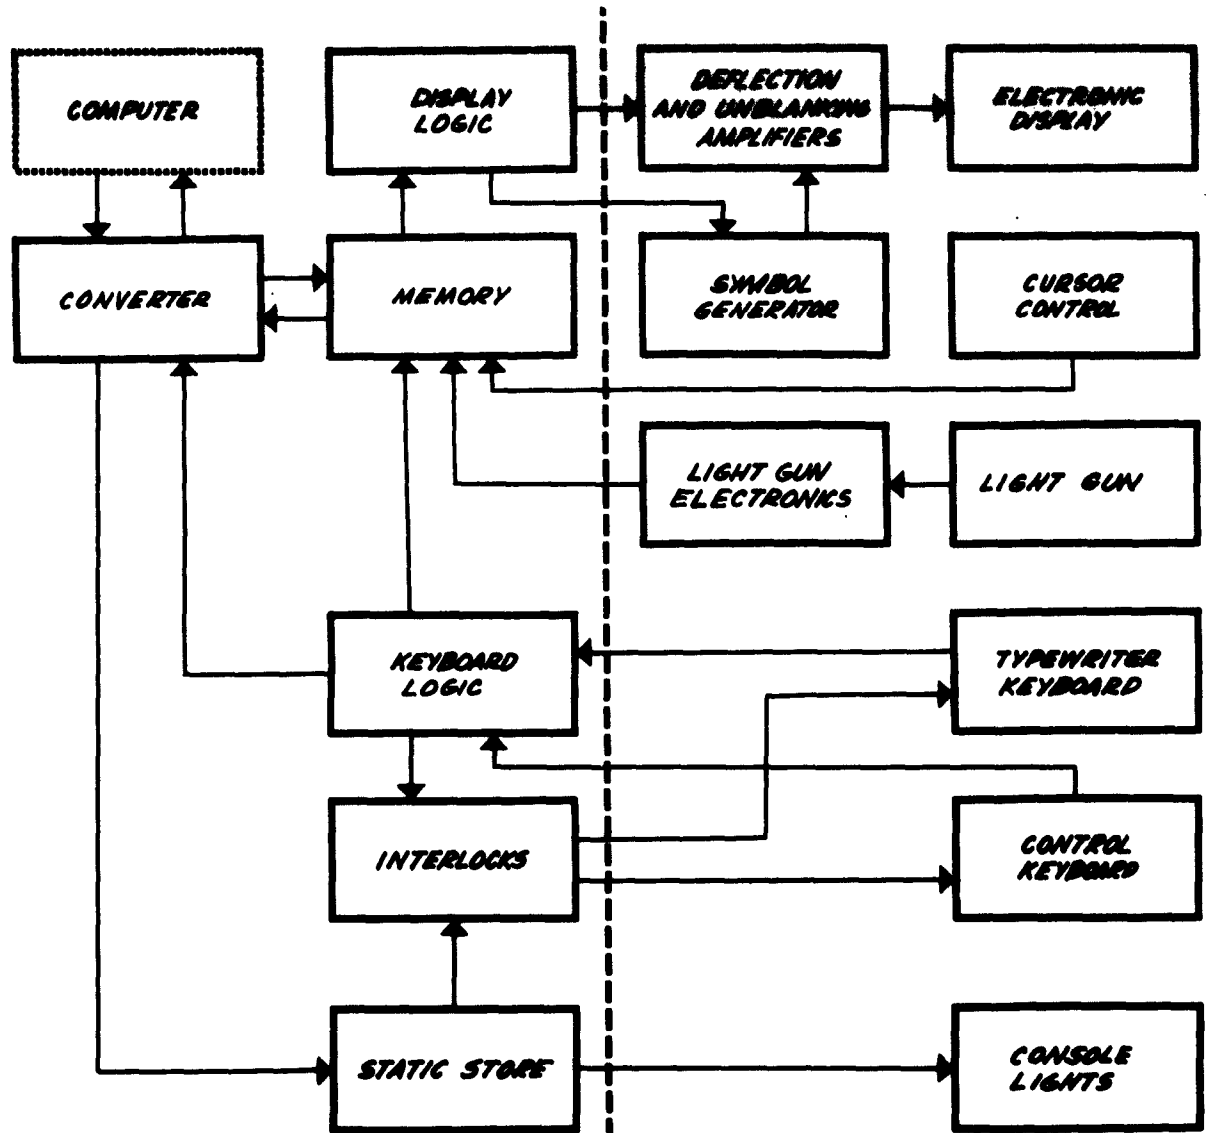 COMPUTER
DISPLAY
LOGIC
DEFLECTION
AND UNBLANKING
AMPLIFIERS
ELECTRONIC
DISPLAY
CONVERTER
MEMORY
SYMBOL
GENERATOR
CURSOR
CONTROL
LIGHT GUN
ELECTRONICS
LIGHT GUN
KEYBOARD
LOGIC
TYPEWRITER
KEYBOARD
INTERLOCKS
CONTROL
KEYBOARD
STATIC STORE
CONSOLE
LIGHTS